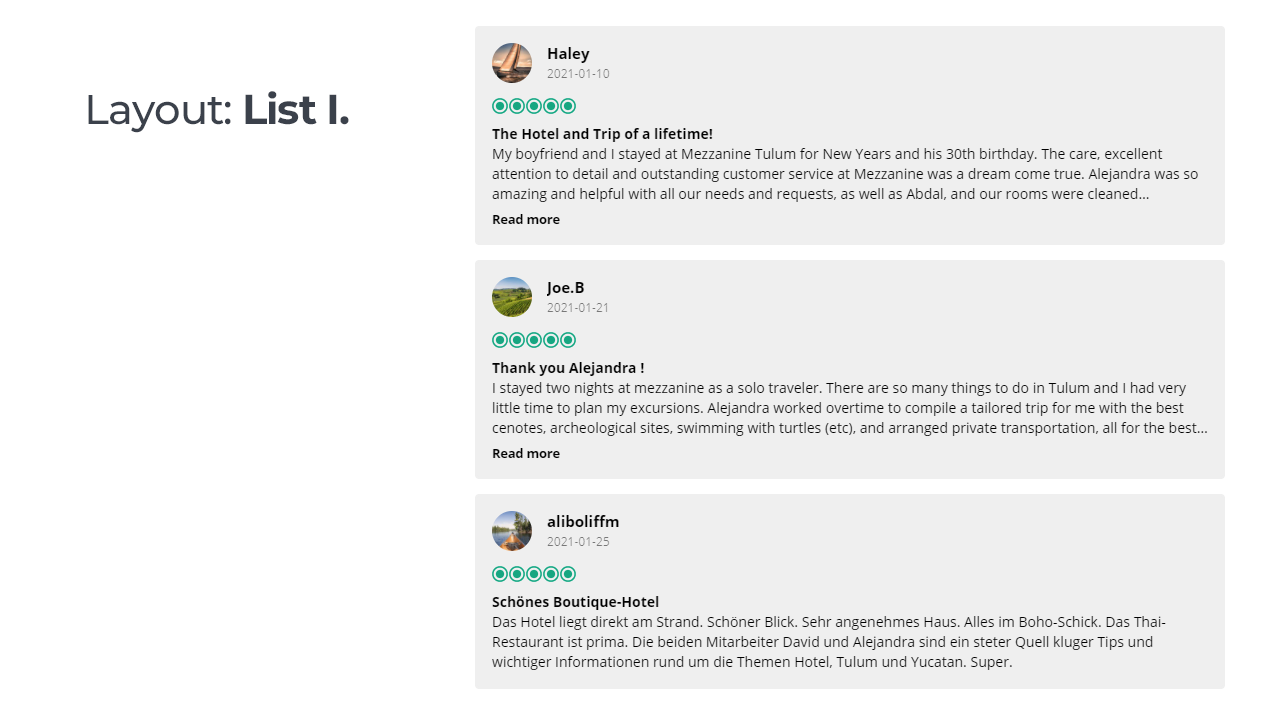 Layout: List I.
Haley
2021-01-10
The Hotel and Trip of a lifetime!
My boyfriend and I stayed at Mezzanine Tulum for New Years and his 30th birthday. The care, excellent
attention to detail and outstanding customer service at Mezzanine was a dream come true. Alejandra was so
amazing and helpful with all our needs and requests, as well as Abdal, and our rooms were cleaned...
Read more
Joe.B
2021-01-21
Thank you Alejandra !
I stayed two nights at mezzanine as a solo traveler. There are so many things to do in Tulum and I had very
little time to plan my excursions. Alejandra worked overtime to compile a tailored trip for me with the best
cenotes, archeological sites, swimming with turtles (etc), and arranged private transportation, all for the best...
Read more
aliboliffm
2021-01-25
Schönes Boutique-Hotel
Das Hotel liegt direkt am Strand. Schöner Blick. Sehr angenehmes Haus. Alles im Boho-Schick. Das Thai-
Restaurant ist prima. Die beiden Mitarbeiter David und Alejandra sind ein steter Quell kluger Tips und
wichtiger Informationen rund um die Themen Hotel, Tulum und Yucatan. Super.